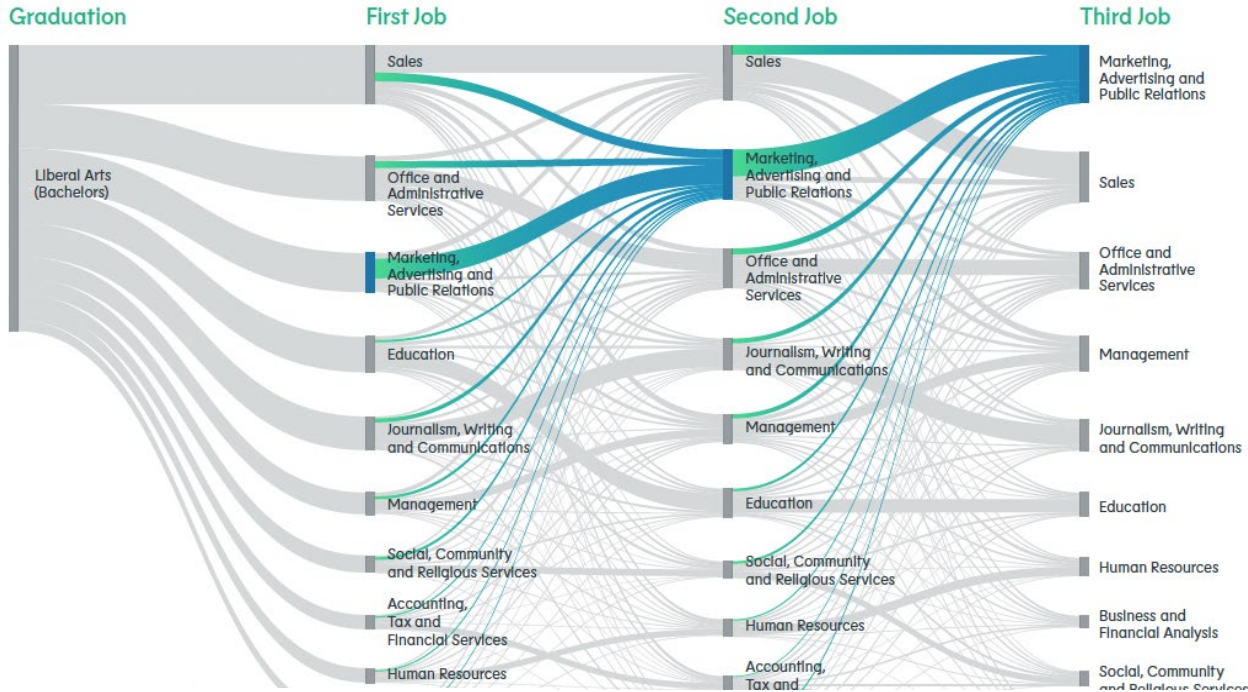 Graduation
First Job
Second Job
Third Job
Liberal Arts
(Bachelors)
Sales
Office and
Administrative
Services
Marketing,
Advertising and
Public Relations
Education
Journalism, Writing
and Communications
Management
Social, Community
and Religious Services
Accounting,
Tax and
Financial Services
Human Resources
Sales
Marketing,
Advertising and
Public Relations
Office and
Administrative
Services
Journalism, Writing
and Communications
Management
Education
Social, Community
and Religious Services
Human Resources
Accounting,
Tax and
Marketing,
Advertising and
Public Relations
Sales
Office and
Administrative
Services
Management
Journalism, Writing
and Communications
Education
Human Resources
Business and
Financial Analysis
Social, Community
and Religious Services